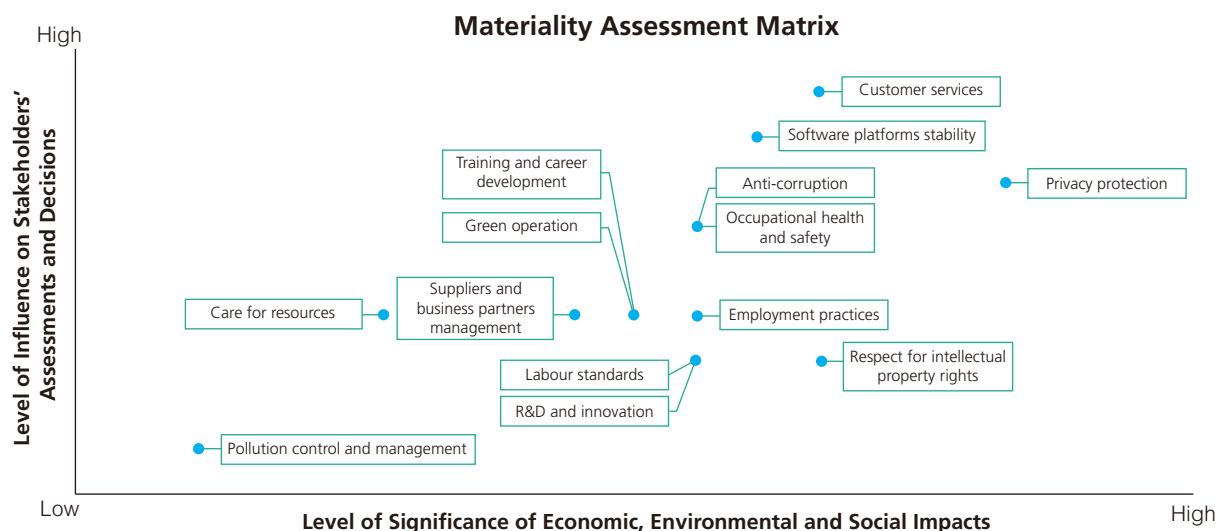 Materiality Assessment Matrix
High
Level of Influence on Stakeholders'
Assessments and Decisions
Customer services
Software platforms stability
Training and career
development
Anti-corruption
Privacy protection
Green operation
Occupational health
and safety
Care for resources
Suppliers and
business partners
management
Employment practices
Labour standards
Respect for intellectual
property rights
R&D and innovation
Pollution control and management
Low
Level of Significance of Economic, Environmental and Social Impacts
High